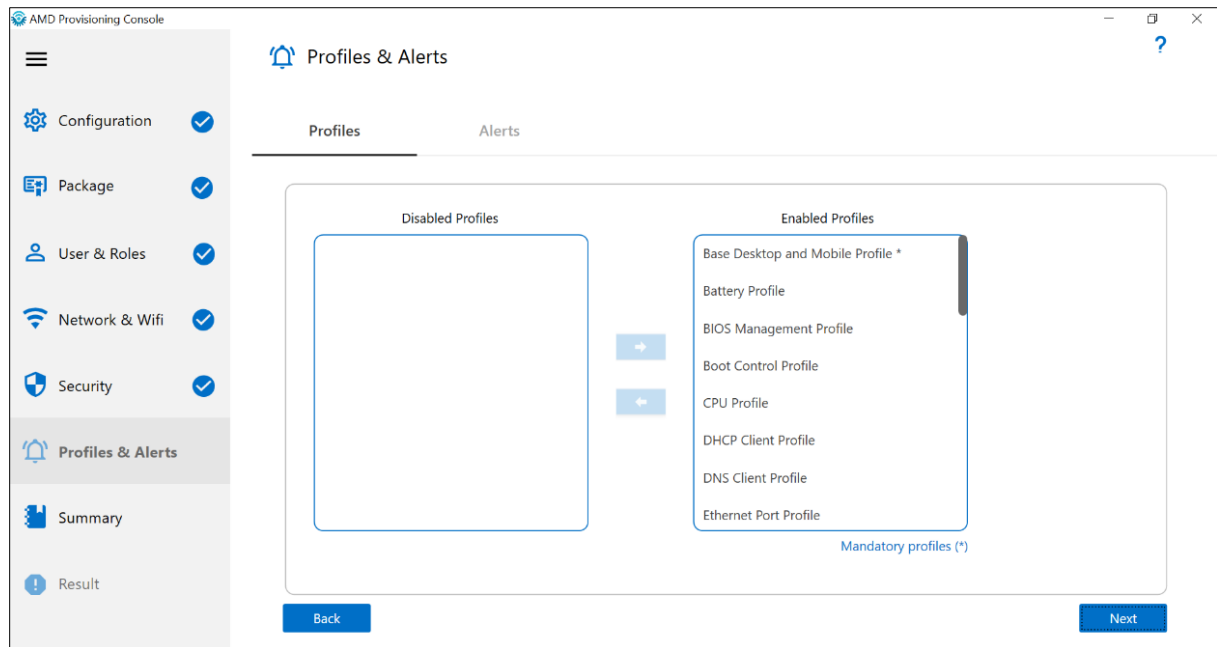 AMD Provisioning Console
Profiles & Alerts
?
Configuration
Package
User & Roles
Network & Wifi
Security
Profiles & Alerts
Summary
Result
Profiles
Alerts
Disabled Profiles
Enabled Profiles
Base Desktop and Mobile Profile *
Battery Profile
BIOS Management Profile
Boot Control Profile
CPU Profile
DHCP Client Profile
DNS Client Profile
Ethernet Port Profile
Mandatory profiles (*)
Back
Next